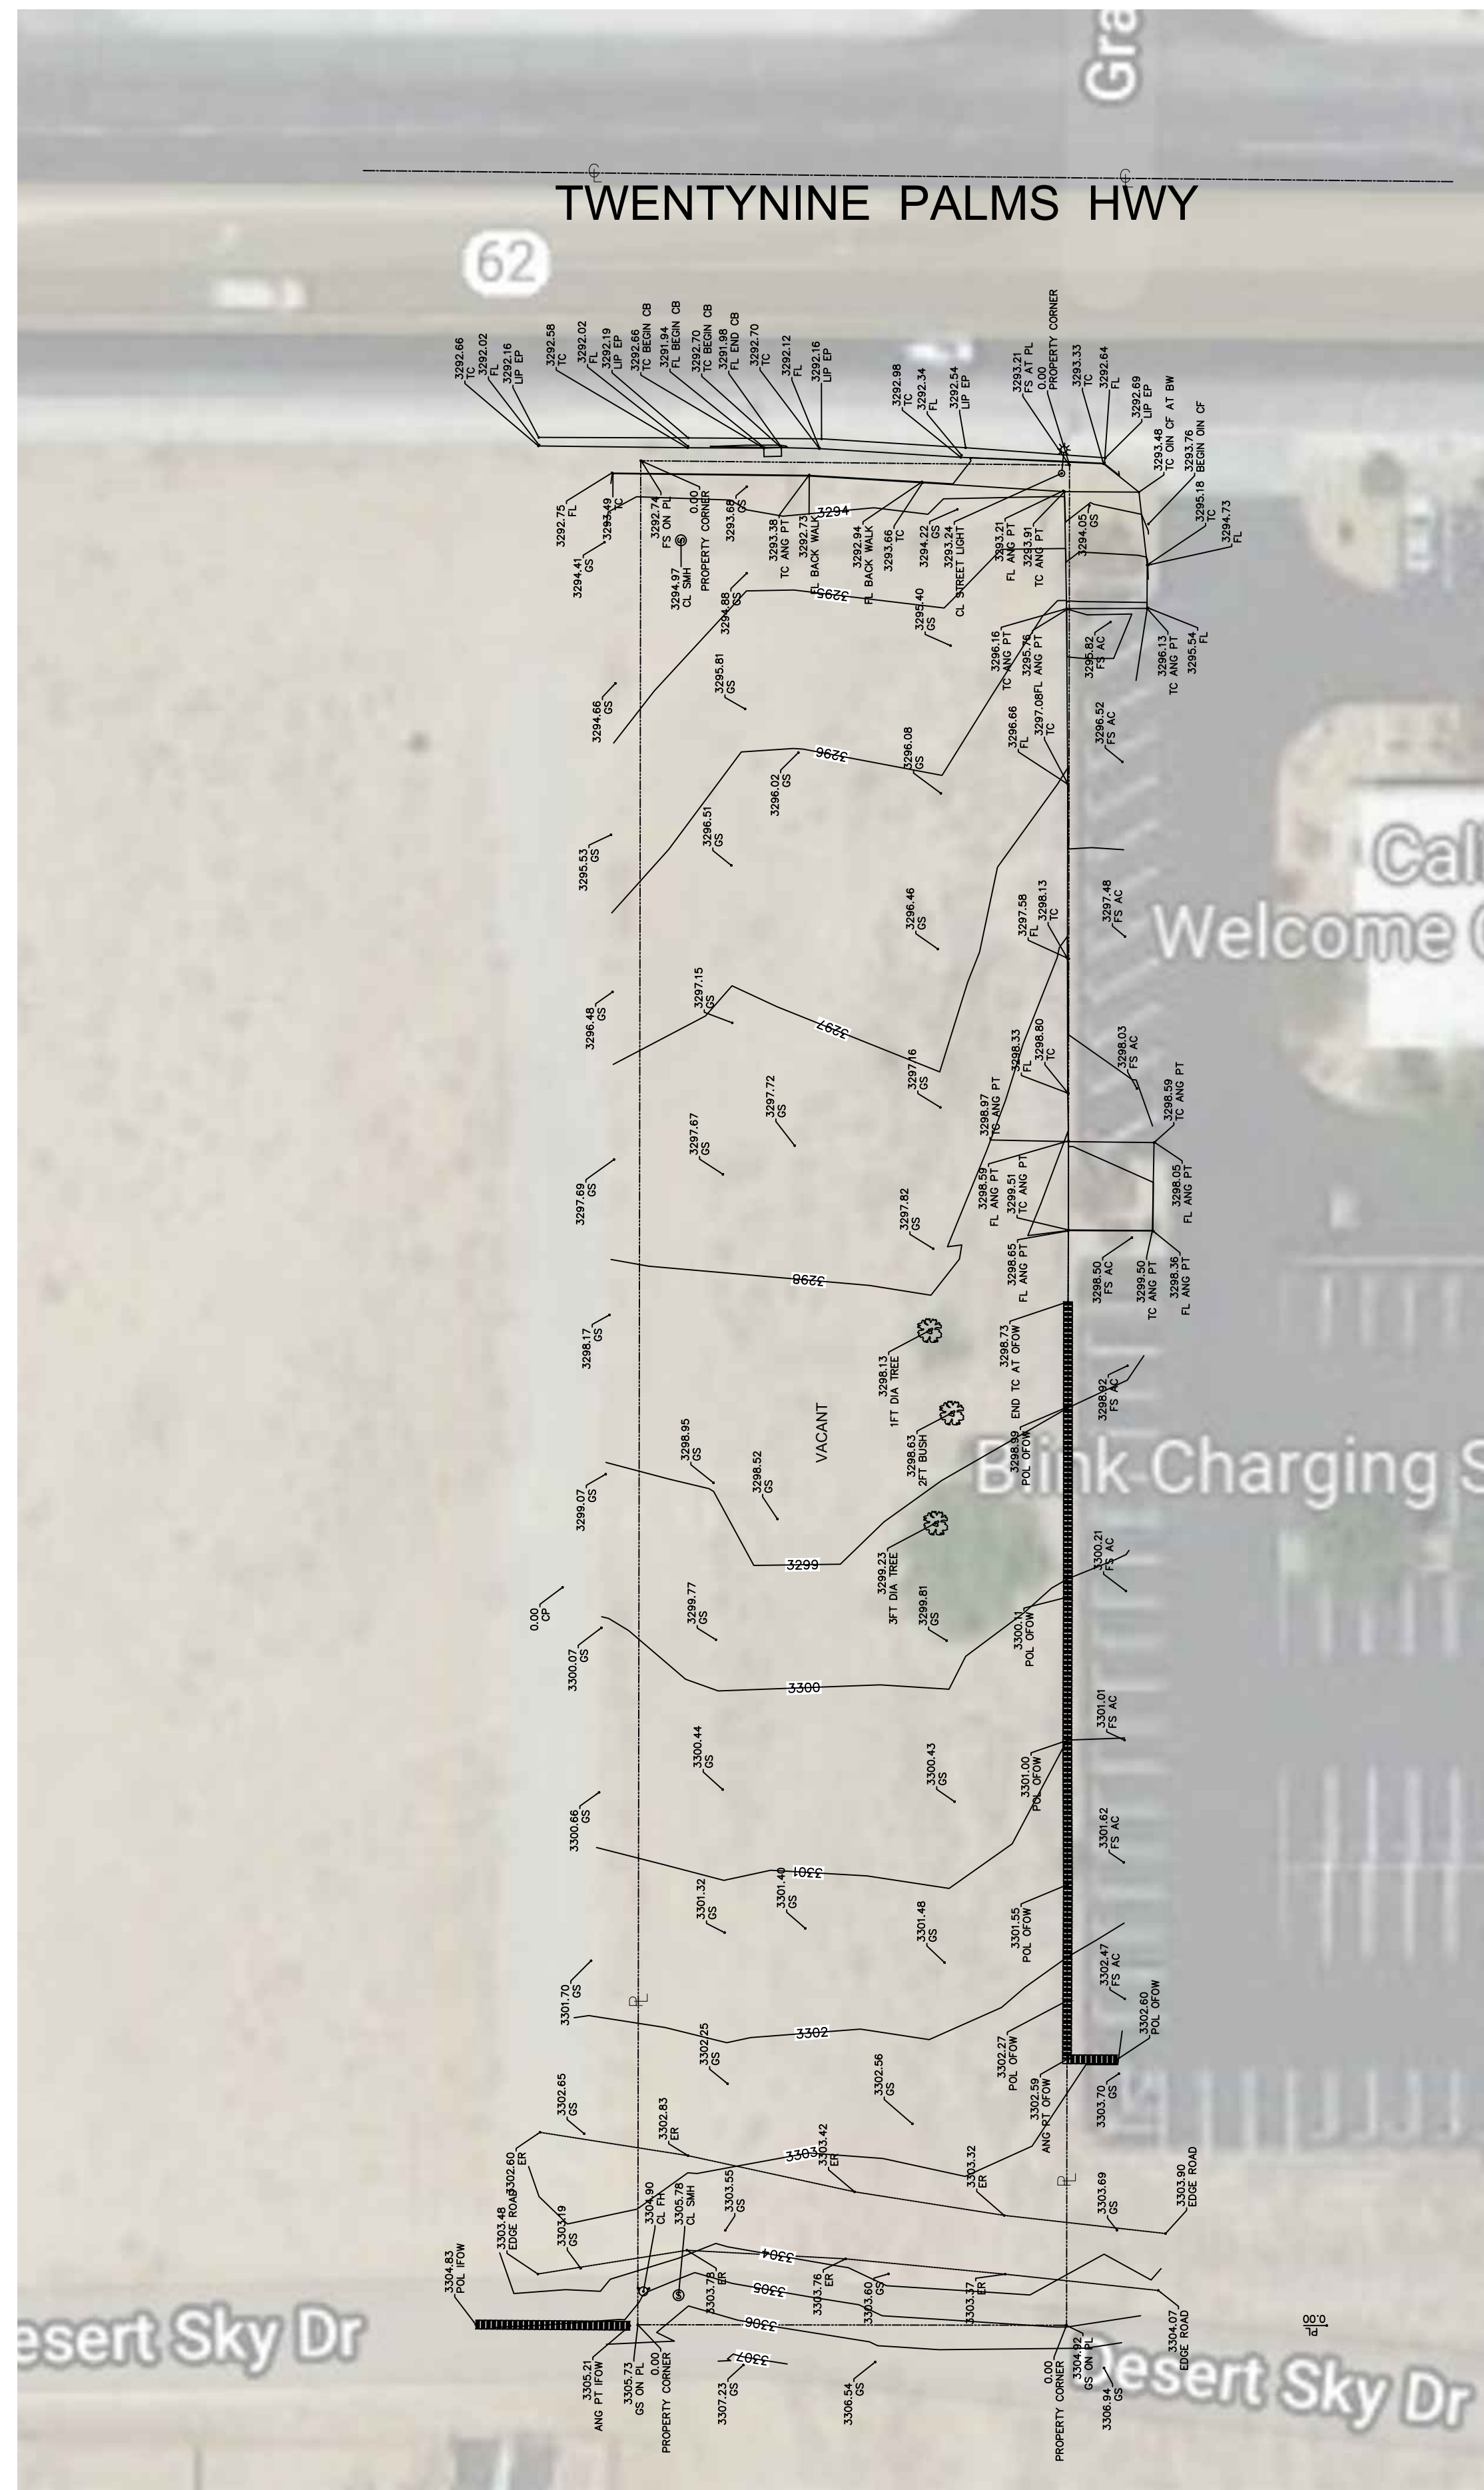 Gra
TWENTYNINE PALMS HWY
62
3292.66
TC
3292.02
FL
3292.16
LIP EP
3292.58
TC
3292.02
FL
3292.19
LIP EP
3292.66
TC BEGIN CB
3291.94
FL BEGIN CB
3292.70
TC BEGIN CB
3291.98
FL END CB
3292.70
TC
3292.12
FL
3292.16
LIP EP
3292.98
TC
3292.34
FL
3292.54
LIP EP
3293.21
FS AT PL
0.00
PROPERTY CORNER
3293.33
TC
3292.64
FL
3292.69
LIP EP
3293.48
TC OIN CF AT BW
3293.76
BEGIN OIN CF
3295.18
TC
3294.73
FL
3292.75
FL
3293.49
TC
3292.74
FS ON PL
0.00
PROPERTY CORNER
3293.68
GS
3293.38
TC ANG PT
3292.73
FL BACK WALK
3294
3292.94
FL BACK WALK
3293.66
TC
3294.22
GS
3293.24
CL STREET LIGHT
3293.21
FL ANG PT
3293.91
TC ANG PT
3294.05
GS
3294.41
GS
3294.97
CL SMH
3294.88
GS
3295
3295.40
GS
3296.16
TC ANG PT
3295.76
FL ANG PT
3295.82
FS AC
3296.13
TC ANG PT
3295.54
FL
3294.66
GS
3295.81
GS
3296
3296.02
GS
3296.08
GS
3296.66
FL
3297.08
TC
3296.52
FS AC
3295.53
GS
3296.51
GS
3296.46
GS
3297.58
FL
3298.13
TC
3297.48
FS AC
Cali
Welcome C
3296.48
GS
3297.15
GS
3297
3297.16
GS
3298.33
FL
3298.80
TC
3298.03
FS AC
3297.72
GS
3297.67
GS
3298.97
TC ANG PT
3298.59
TC ANG PT
3297.69
GS
3297.82
GS
3298.59
FL ANG PT
3299.51
TC ANG PT
3298.05
FL ANG PT
3298
3298.65
FL ANG PT
3298.50
FS AC
3299.50
TC ANG PT
3298.36
FL ANG PT
3298.17
GS
3298.13
1FT DIA TREE
3298.73
END TC AT OFOW
3298.92
FS AC
VACANT
3298.95
GS
3298.52
GS
3298.63
2FT BUSH
3298.99
POL OFOW
Blink Charging S
3299.07
GS
3299
3299.23
3FT DIA TREE
3300.21
FS AC
0.00
CP
3299.77
GS
3299.81
GS
3300.11
POL OFOW
3300.07
GS
3300
3300.44
GS
3300.43
GS
3301.00
POL OFOW
3301.01
FS AC
3300.66
GS
3301
3301.62
FS AC
3301.32
GS
3301.40
GS
3301.48
GS
3301.55
POL OFOW
3302.47
FS AC
3301.70
GS
PL
3302
3302.60
POL OFOW
3302.25
GS
3302.56
GS
3302.27
POL OFOW
3302.59
ANG PT OFOW
3303.70
GS
3302.65
GS
3302.83
ER
3303
3303.42
ER
3303.32
ER
PL
3302.60
ER
3303.48
EDGE ROAD
3303.19
GS
3304.90
CL FH
3305.78
CL SMH
3303.55
GS
3303.69
GS
3303.90
EDGE ROAD
3304.83
POL IFOW
3304
3305
3303.78
ER
3303.76
ER
3303.60
GS
3303.37
ER
3304.07
EDGE ROAD
3306
PL
0.00
esert Sky Dr
3305.21
ANG PT IFOW
3305.73
GS ON PL
0.00
PROPERTY CORNER
3307
3307.23
GS
3306.54
GS
0.00
PROPERTY CORNER
3304.92
GS ON PL
3306.94
GS
Desert Sky Dr